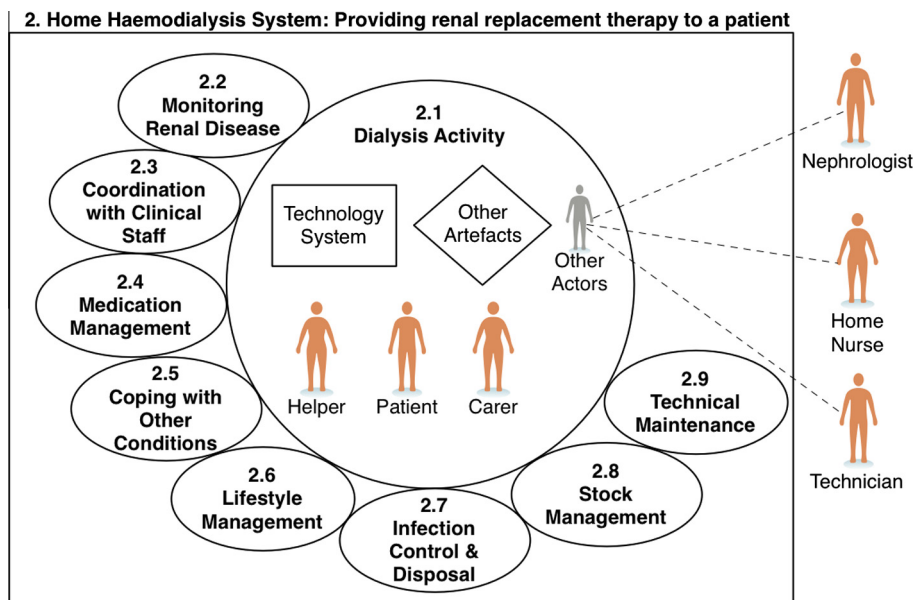 2. Home Haemodialysis System: Providing renal replacement therapy to a patient
2.2
Monitoring
Renal Disease
2.1
Dialysis Activity
2.3
Coordination
with Clinical
Staff
Technology
System
Other
Artefacts
Other
Actors
Nephrologist
2.4
Medication
Management
Home
Nurse
2.5
Coping with
Other
Conditions
Helper
Patient
Carer
2.9
Technical
Maintenance
Technician
2.6
Lifestyle
Management
2.7
Infection
Control &
Disposal
2.8
Stock
Management